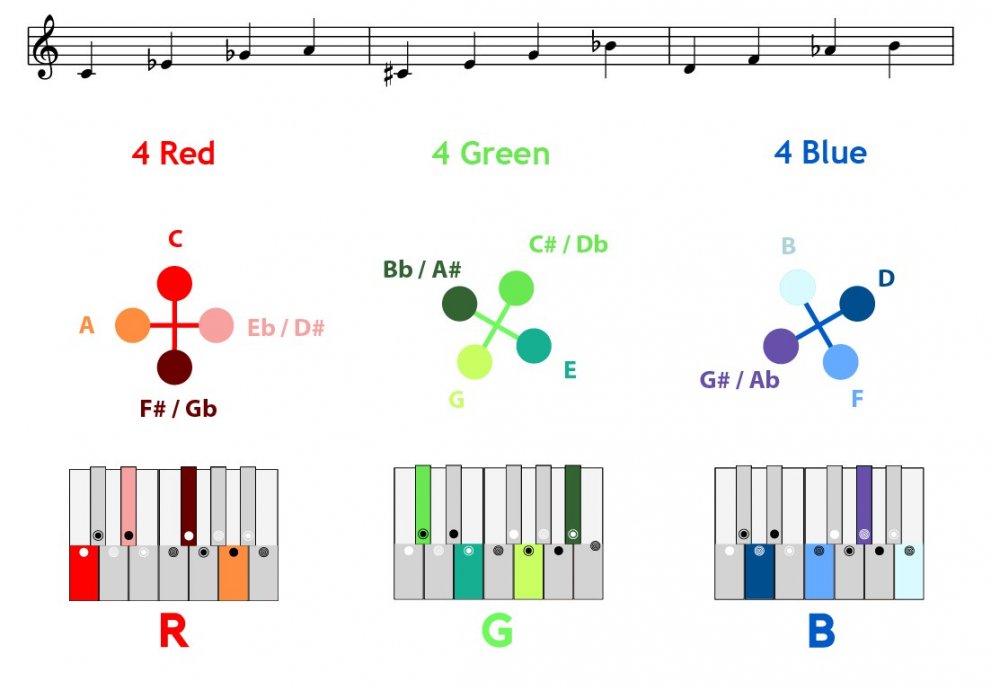 4 Red
4 Green
4 Blue
C
A
Eb / D#
F# / Gb
C# / Db
Bb / A#
E
G
B
D
G# / Ab
F
R
G
B